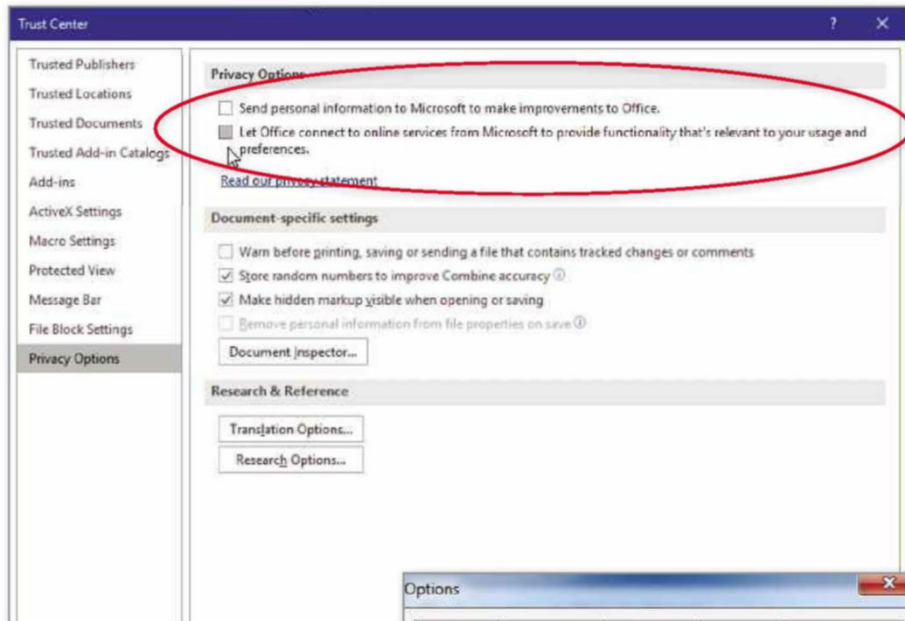 Trust Center
?
Trusted Publishers
Trusted Locations
Trusted Documents
Trusted Add-in Catalogs
Add-ins
ActiveX Settings
Macro Settings
Protected View
Message Bar
File Block Settings
Privacy Options
Privacy Options
Send personal information to Microsoft to make improvements to Office.
Let Office connect to online services from Microsoft to provide functionality that's relevant to your usage and
preferences.
Read our privacy statement
Document-specific settings
Warn before printing, saving or sending a file that contains tracked changes or comments
Store random numbers to improve Combine accuracy
Make hidden markup visible when opening or saving
Remove personal information from file properties on save
Document Inspector...
Research & Reference
Translation Options...
Research Options...
Options